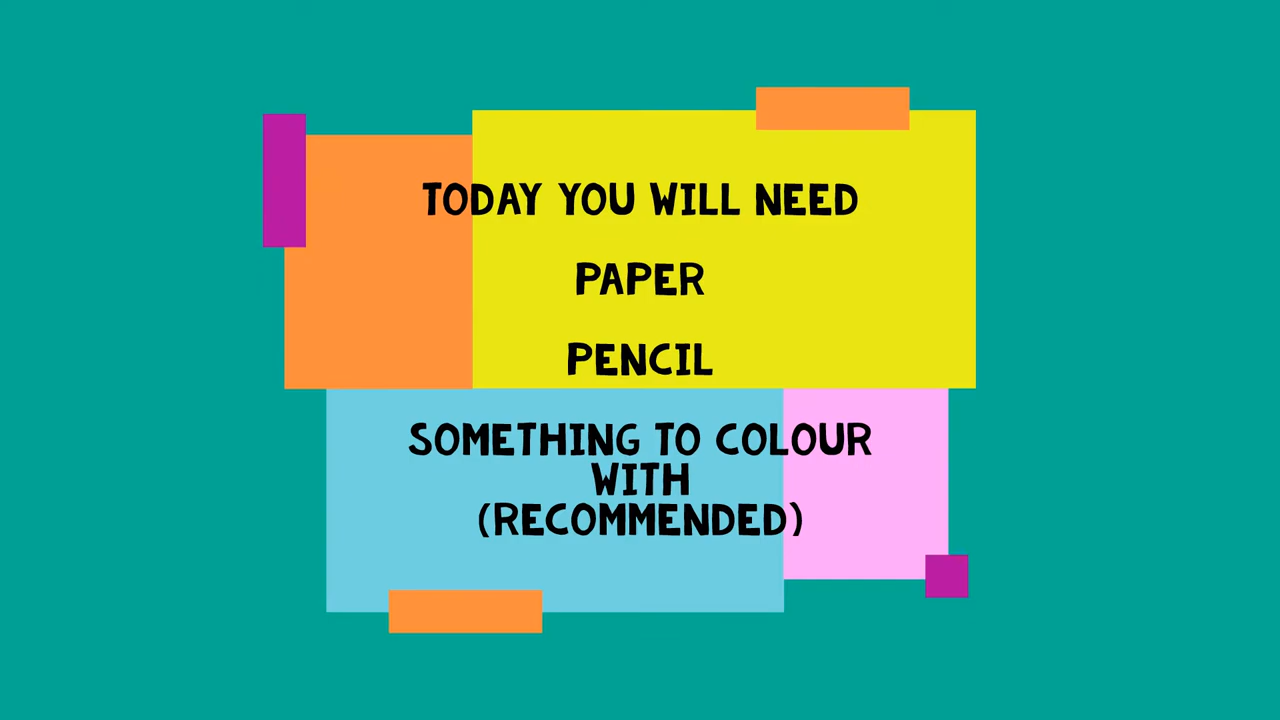 TODAY YOU WILL NEED
PAPER
PENCIL
SOMETHING TO COLOUR
WITH
(RECOMMENDED)